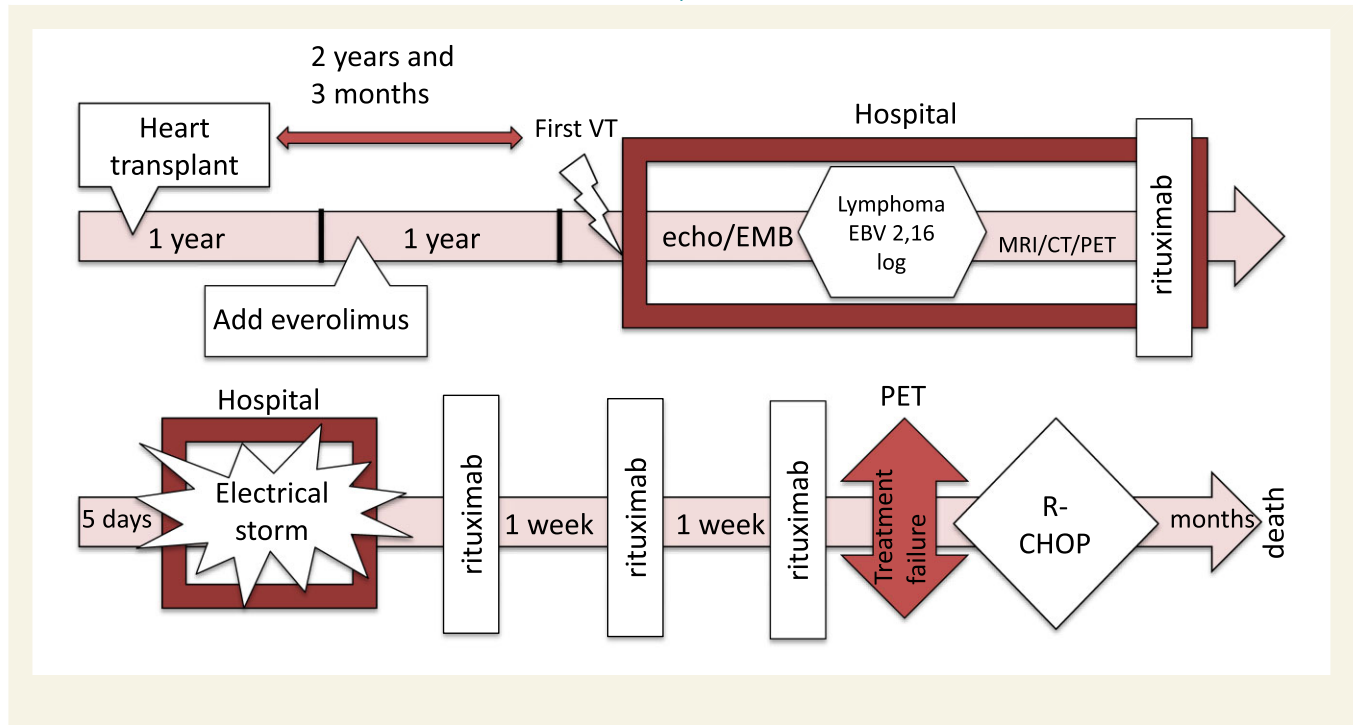 2 years and
3 months
Heart
transplant
First VT
Hospital
1 year
1 year
echo/EMB
Lymphoma
EBV 2,16
log
MRI/CT/PET
rituximab
Add everolimus
Hospital
PET
5 days
Electrical
storm
rituximab
1 week
rituximab
1 week
rituximab
Treatment
failure
R-
CHOP
months
death